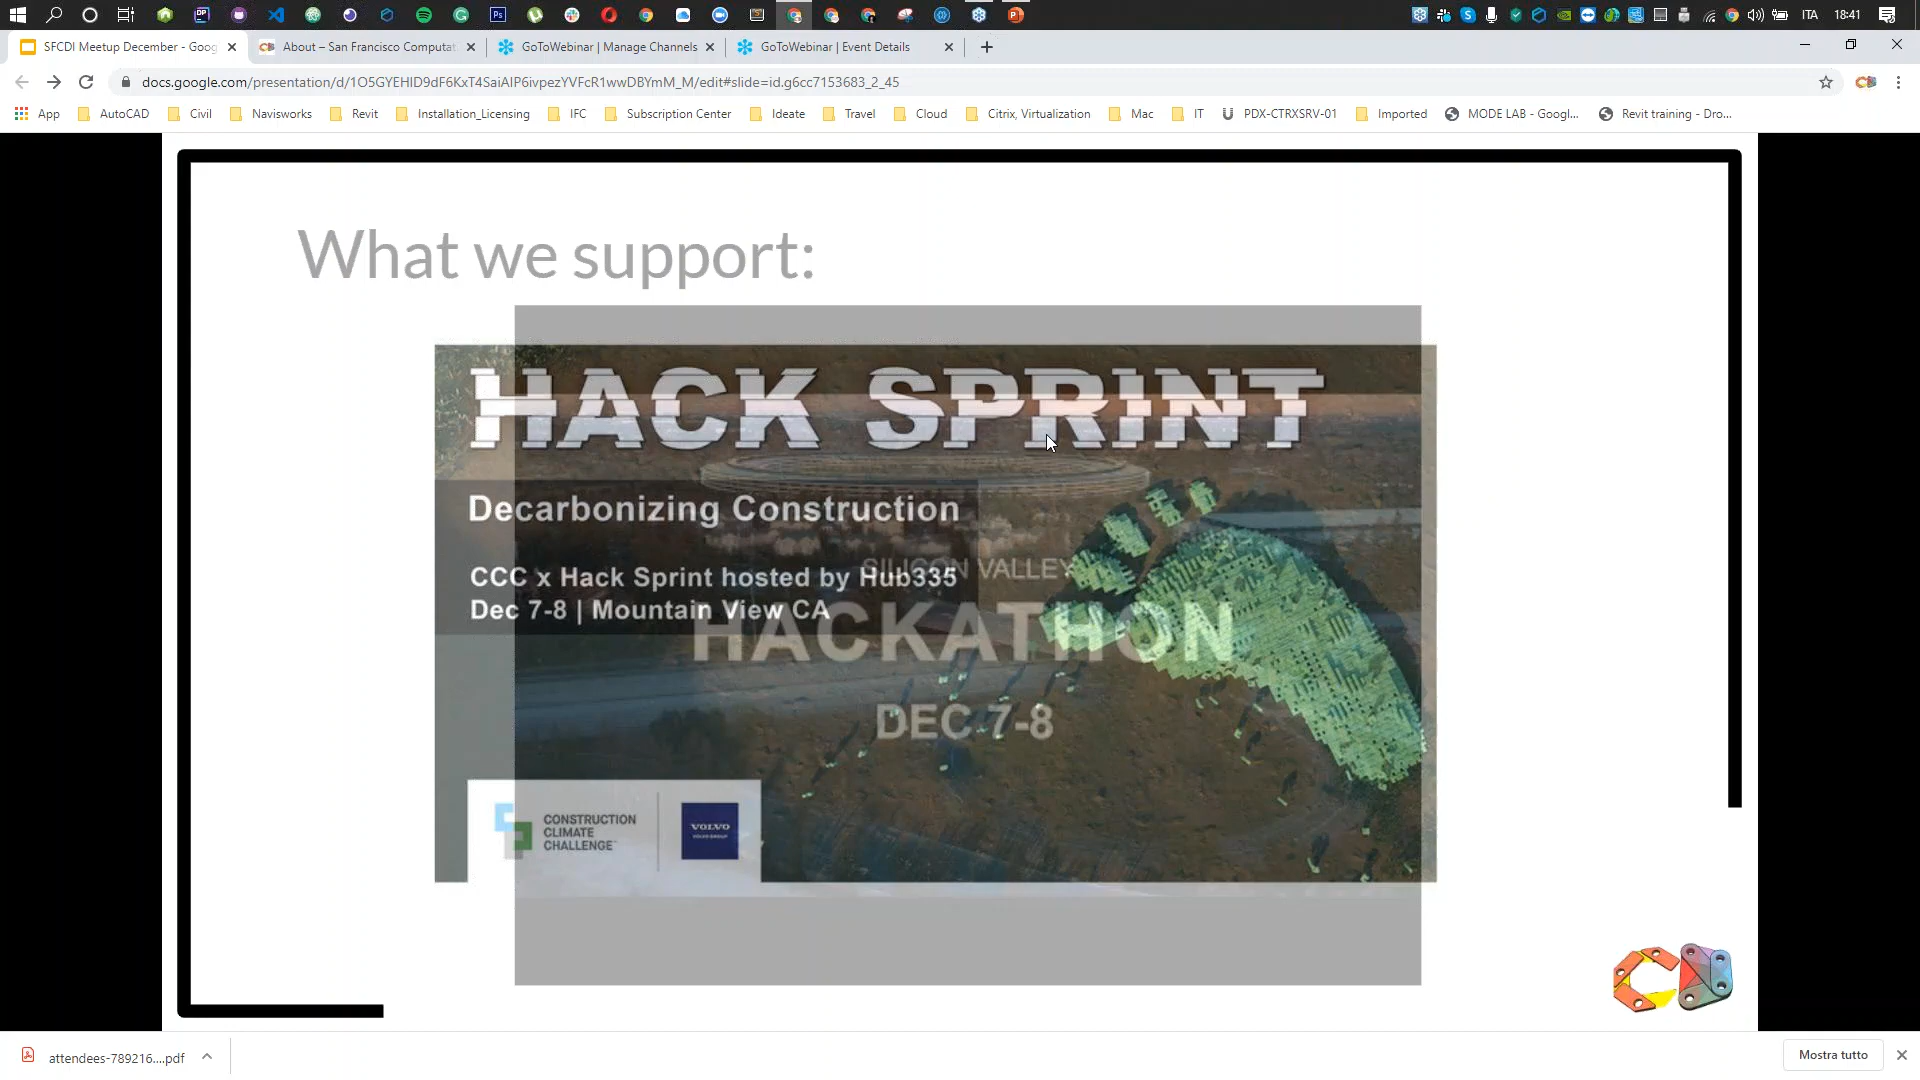 ITA 18:41
SFCDI Meetup December - Goog
About – San Francisco Computat
GoToWebinar | Manage Channels
GoToWebinar | Event Details
docs.google.com/presentation/d/1O5GYEHlD9dF6KxT4SaiAlP6ivpezYVFcR1wwDBYmM_M/edit#slide=id.g6cc7153683_2_45
App AutoCAD Civil Navisworks Revit Installation_Licensing IFC Subscription Center Ideate Travel Cloud Citrix, Virtualization Mac IT PDX-CTRXSRV-01 Imported MODE LAB - Googl... Revit training - Dro...
What we support:
HACK SPRINT
Decarbonizing Construction
CCC x Hack Sprint hosted by Hub335
Dec 7-8 | Mountain View CA
SILICON VALLEY
HACKATHON
DEC 7-8
CONSTRUCTION
CLIMATE
CHALLENGE
VOLVO
VOLVO GROUP
attendees-789216....pdf
Mostra tutto